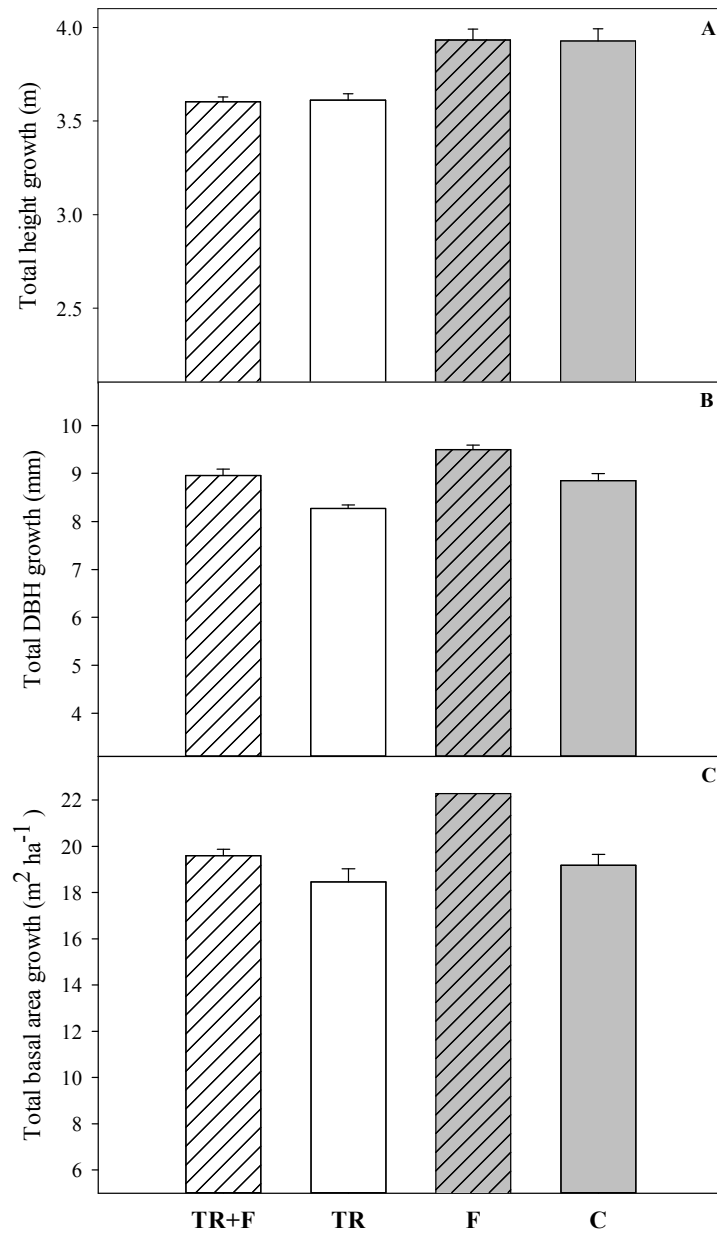 A
Total height growth (m)
4.0
3.5
3.0
2.5
B
Total DBH growth (mm)
10
9
8
7
6
5
4
C
Total basal area growth (m2 ha-1)
22
20
18
16
14
12
10
8
6
TR+F TR F C